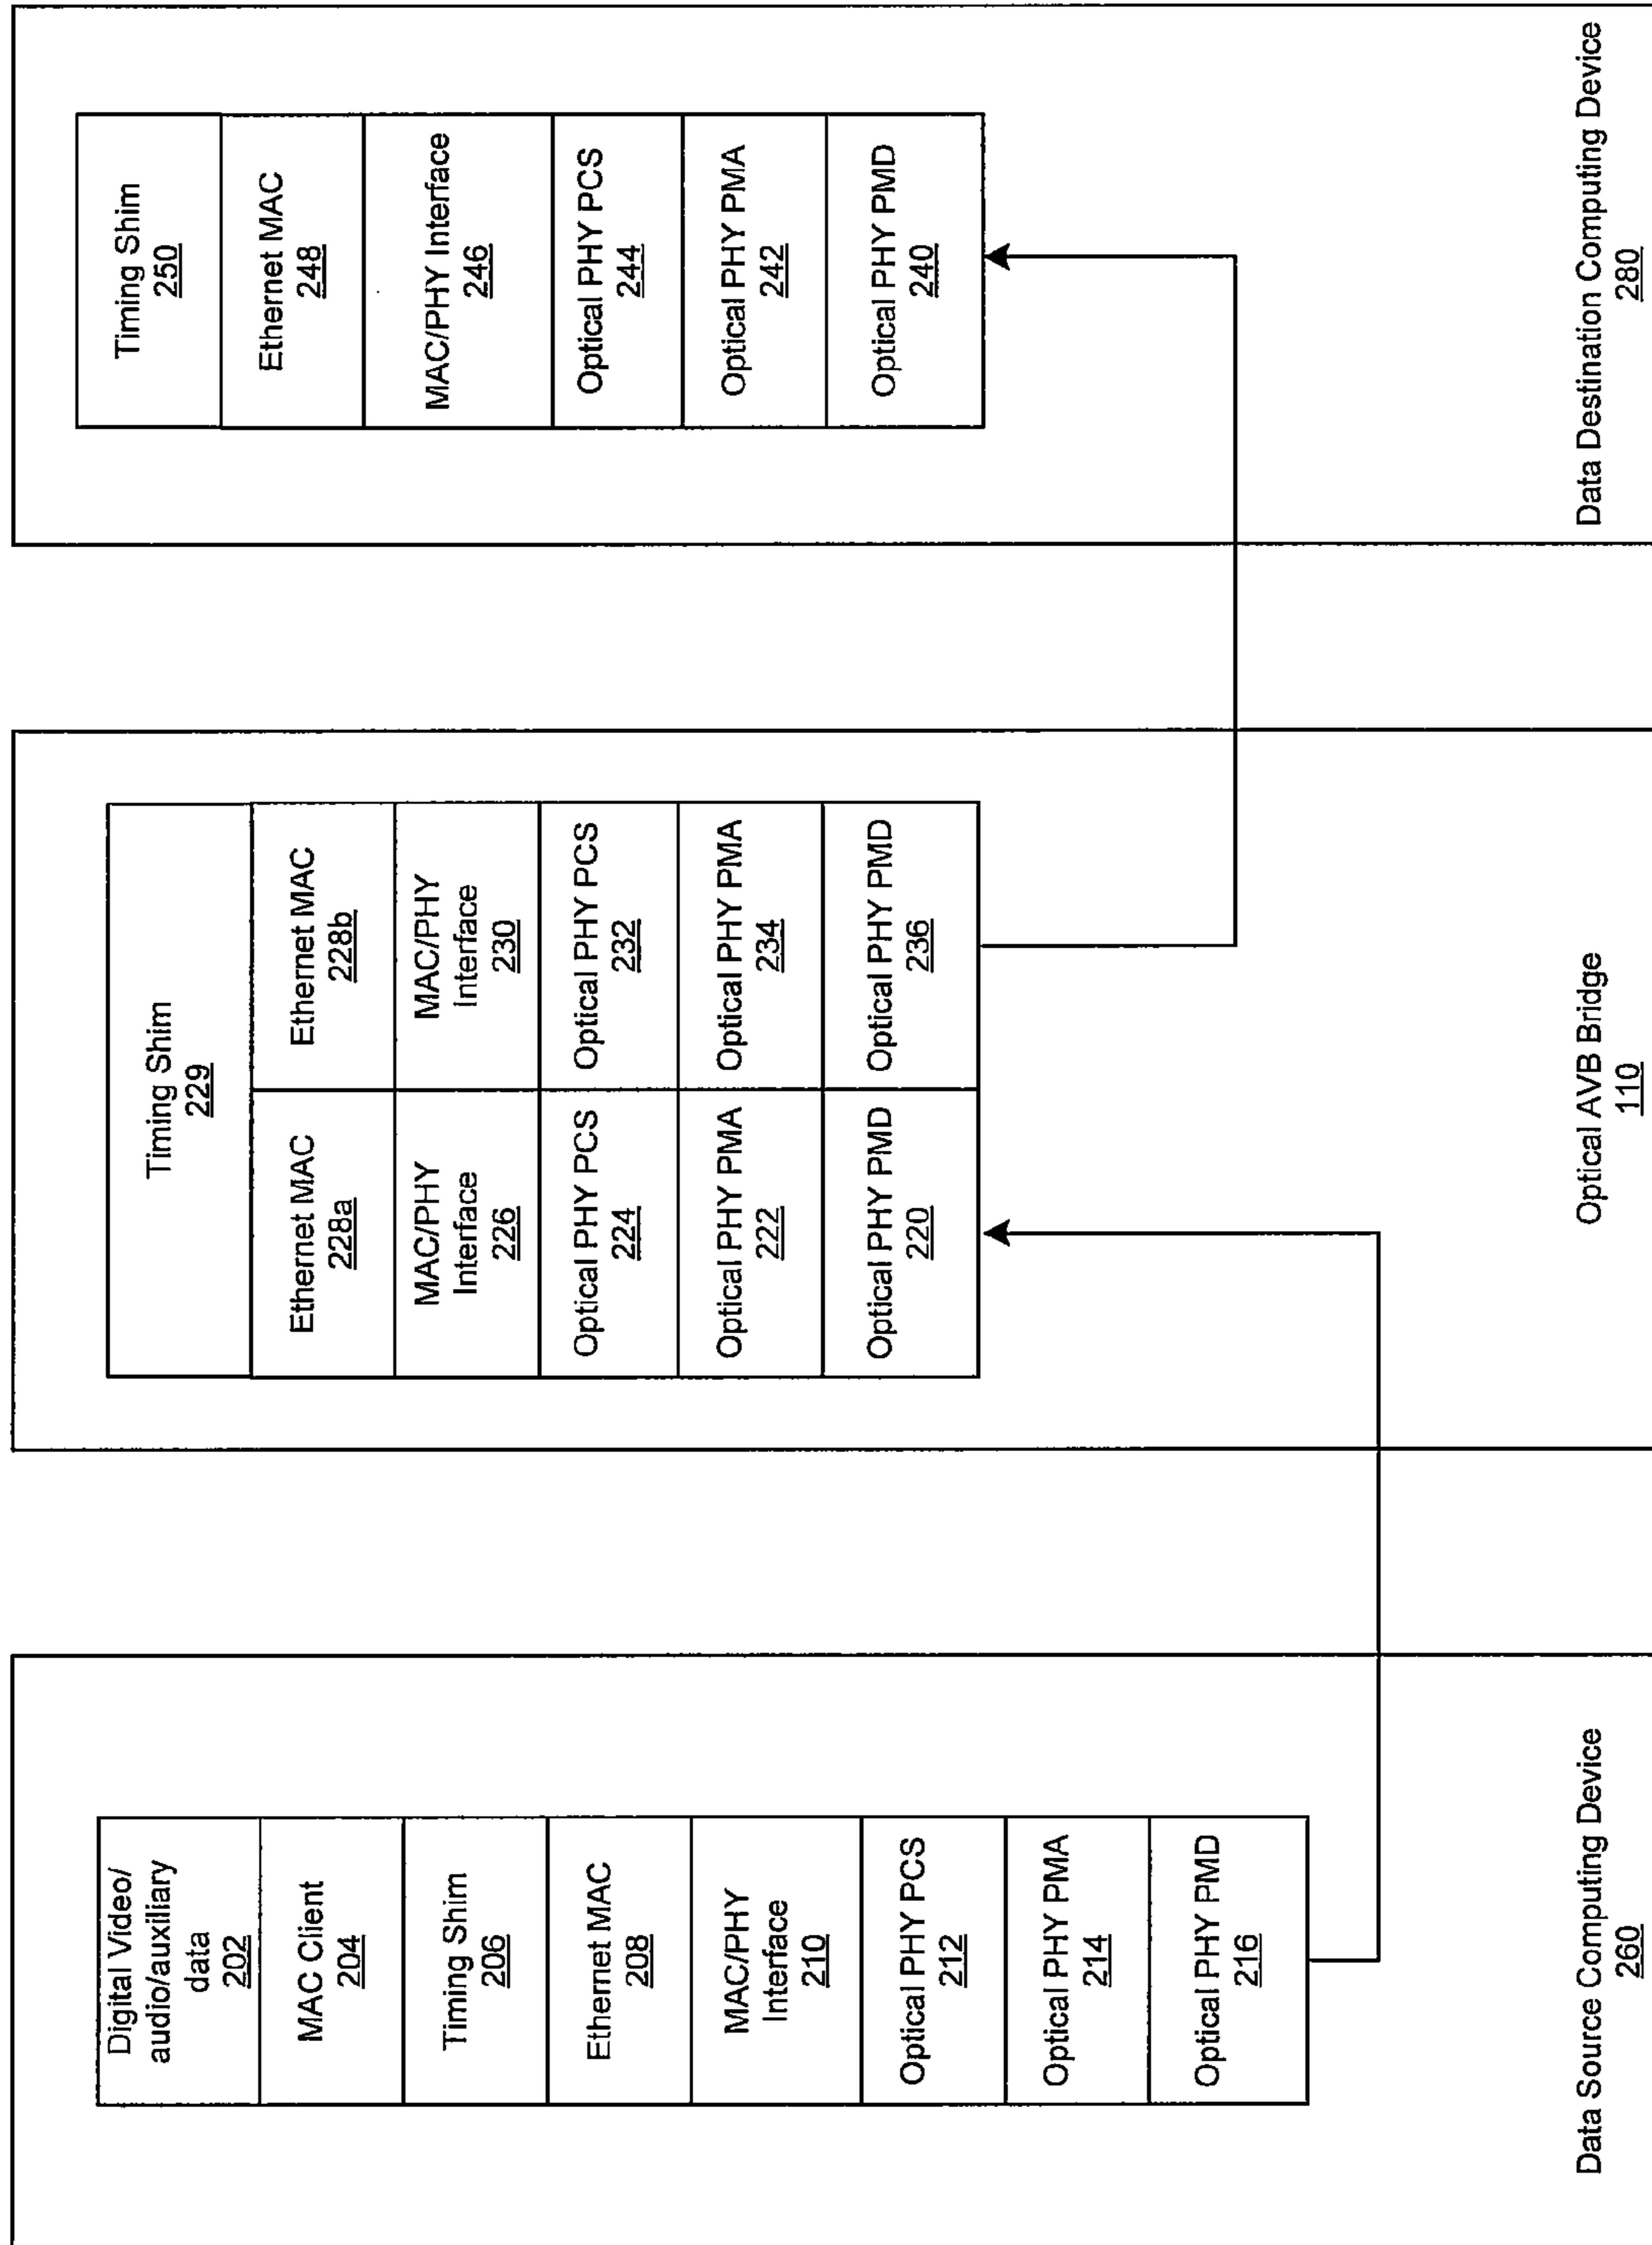 Digital Video/
audio/auxiliary
data
202
MAC Client
204
Timing Shim
206
Ethernet MAC
208
MAC/PHY
Interface
210
Optical PHY PCS
212
Optical PHY PMA
214
Optical PHY PMD
216
Data Source Computing Device
260
Timing Shim
229
Ethernet MAC
228a
MAC/PHY
Interface
226
Optical PHY PCS
224
Optical PHY PMA
222
Optical PHY PMD
220
Ethernet MAC
228b
MAC/PHY
Interface
230
Optical PHY PCS
232
Optical PHY PMA
234
Optical PHY PMD
236
Optical AVB Bridge
110
Timing Shim
250
Ethernet MAC
248
MAC/PHY Interface
246
Optical PHY PCS
244
Optical PHY PMA
242
Optical PHY PMD
240
Data Destination Computing Device
280